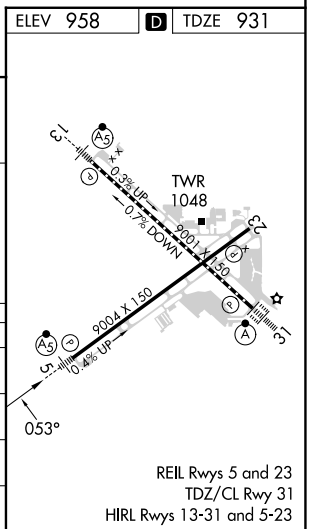 ELEV 958 D TDZE 931
13
A5
P
0.3% UP
0.7% DOWN
TWR
1048
23
9001 X 150
P
P
A
31
9004 X 150
A5
P
0.4% UP
5
053°
REIL Rwys 5 and 23
TDZ/CL Rwy 31
HIRL Rwys 13-31 and 5-23